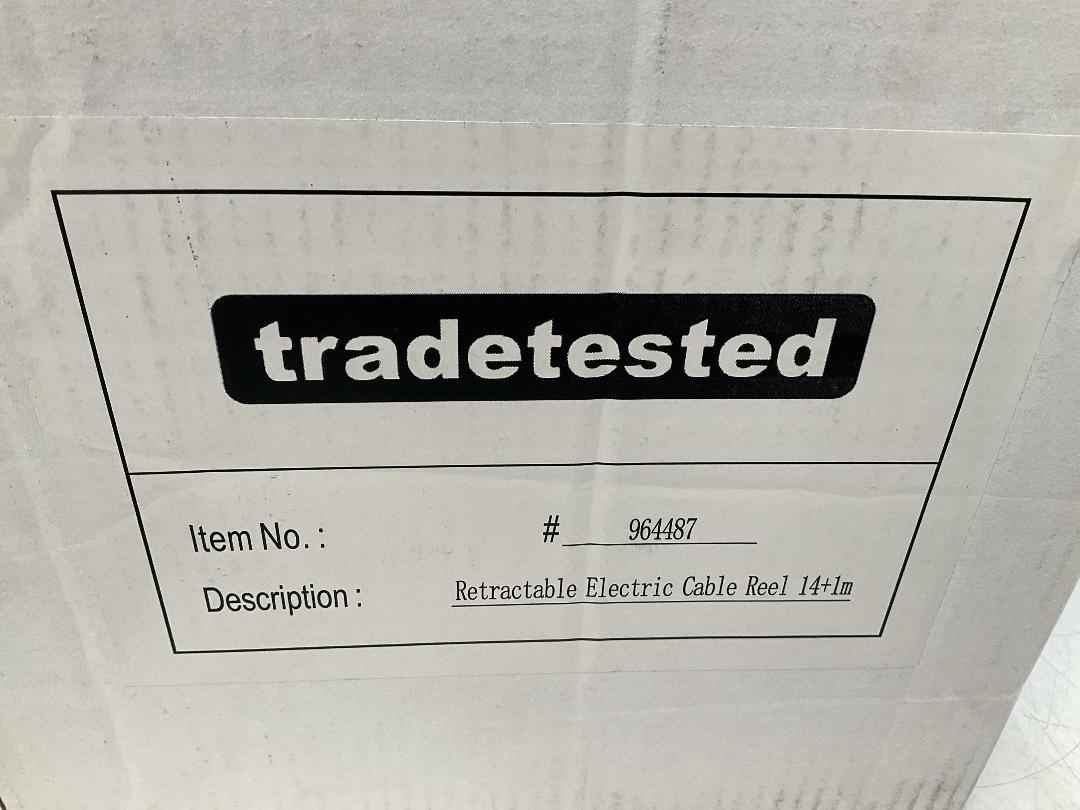 tradetested
Item No. : # 964487
Description : Retractable Electric Cable Reel 14+1m